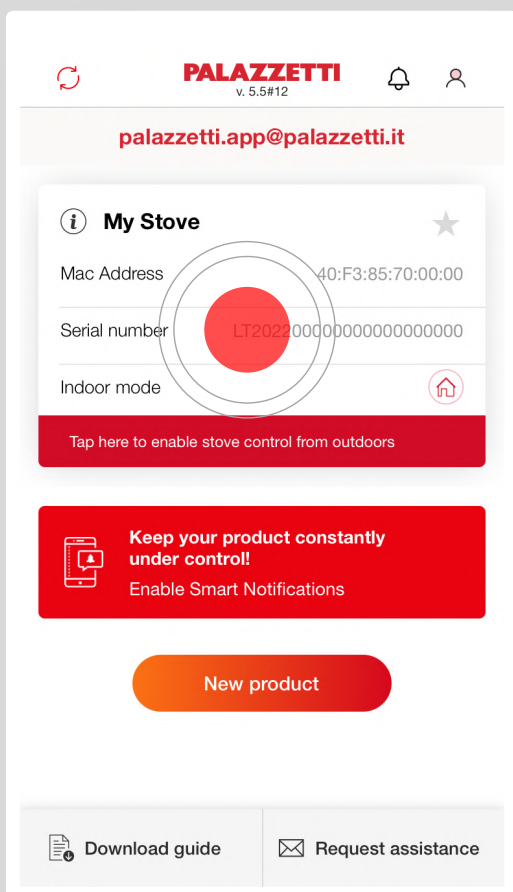 PALAZZETTI
v. 5.5#12
palazzetti.app@palazzetti.it
i My Stove
Mac Address 40:F3:85:70:00:00
Serial number LT20220000000000000000
Indoor mode
Tap here to enable stove control from outdoors
Keep your product constantly
under control!
Enable Smart Notifications
New product
Download guide Request assistance